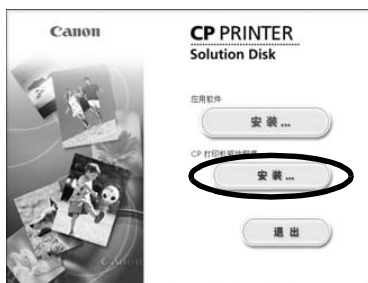 Canon
CP PRINTER
Solution Disk
应用软件
安装...
CP 打印机驱动程序
安装...
退出
Canon